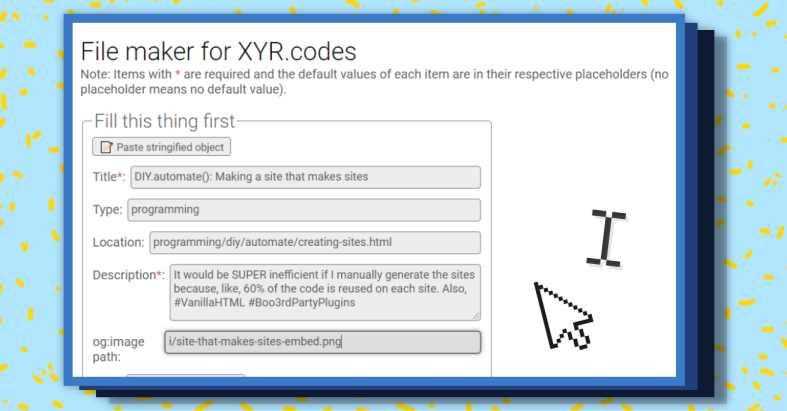 File maker for XYR.codes
Note: Items with * are required and the default values of each item are in their respective placeholders (no
placeholder means no default value).
Fill this thing first
Paste stringified object
Title*: DIY.automate(): Making a site that makes sites
Type: programming
Location: programming/diy/automate/creating-sites.html
Description*: It would be SUPER inefficient if I manually generate the sites
because, like, 60% of the code is reused on each site. Also,
#VanillaHTML #Boo3rdPartyPlugins
og:image i/site-that-makes-sites-embed.png
path: